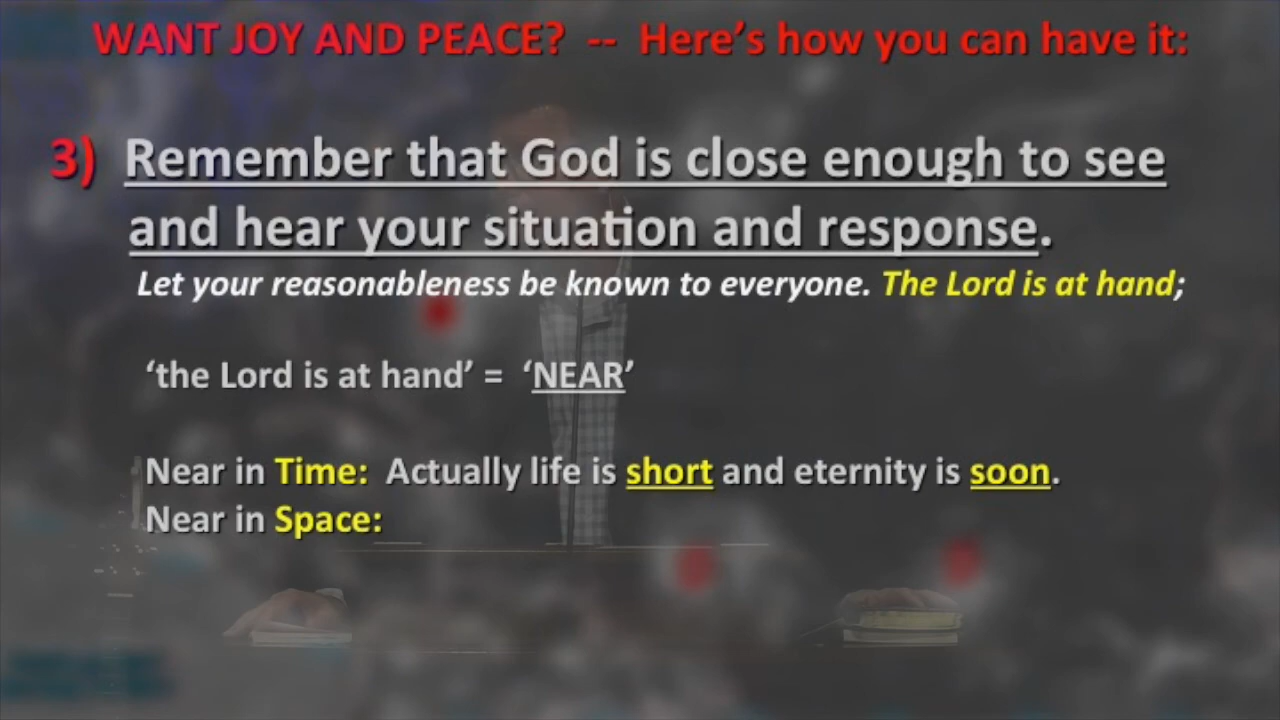 WANT JOY AND PEACE? -- Here’s how you can have it:
3) Remember that God is close enough to see
and hear your situation and response.
Let your reasonableness be known to everyone. The Lord is at hand;
‘the Lord is at hand’ = ‘NEAR’
Near in Time: Actually life is short and eternity is soon.
Near in Space: